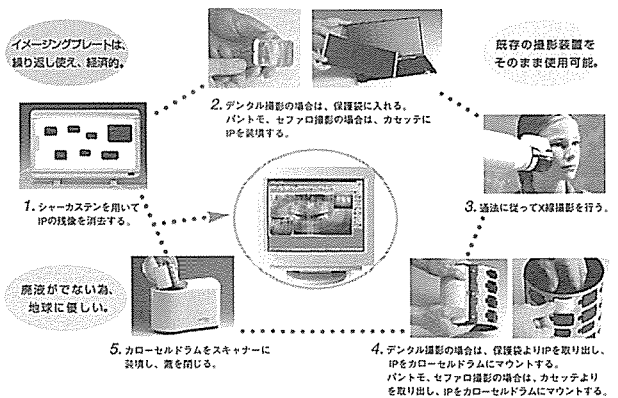 イメージングプレートは、
繰り返し使え、経済的。
既存の撮影装置を
そのまま使用可能。
2. デンタル撮影の場合は、保護袋に入れる。
パントモ、セファロ撮影の場合は、カセッテに
IPを装填する。
1. シャーカステンを用いて
IPの残像を消去する。
3. 通法に従ってX線撮影を行う。
廃液がでない為、
地球に優しい。
5. カローセルドラムをスキャナーに
装填し、蓋を閉じる。
4. デンタル撮影の場合は、保護袋よりIPを取り出し、
IPをカローセルドラムにマウントする。
パントモ、セファロ撮影の場合は、カセッテより
を取り出し、IPをカローセルドラムにマウントする。